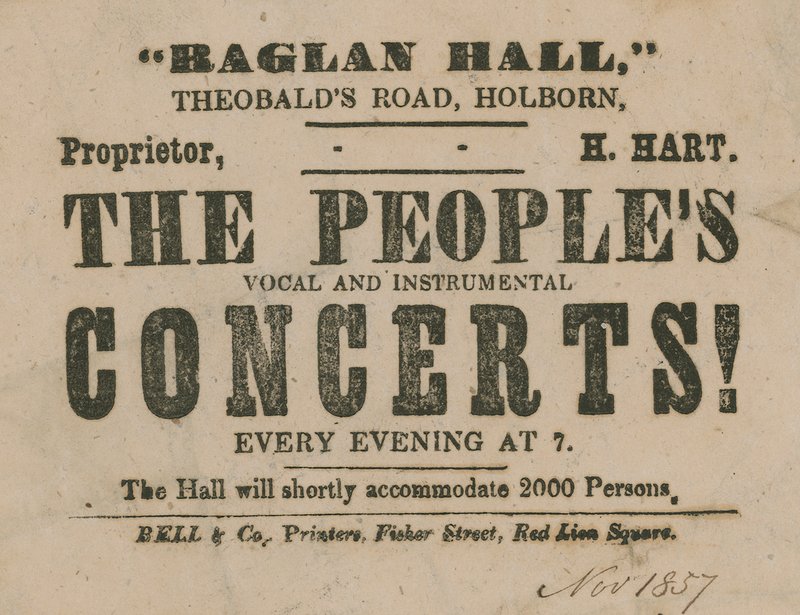 “RAGLAN HALL,”
THEOBALD'S ROAD, HOLBORN,
Proprietor, - - H. HART.
THE PEOPLE'S
VOCAL AND INSTRUMENTAL
CONCERTS!
EVERY EVENING AT 7.
The Hall will shortly accommodate 2000 Persons.
BELL & Co., Printers, Fisher Street, Red Lion Square.
Nov 1857